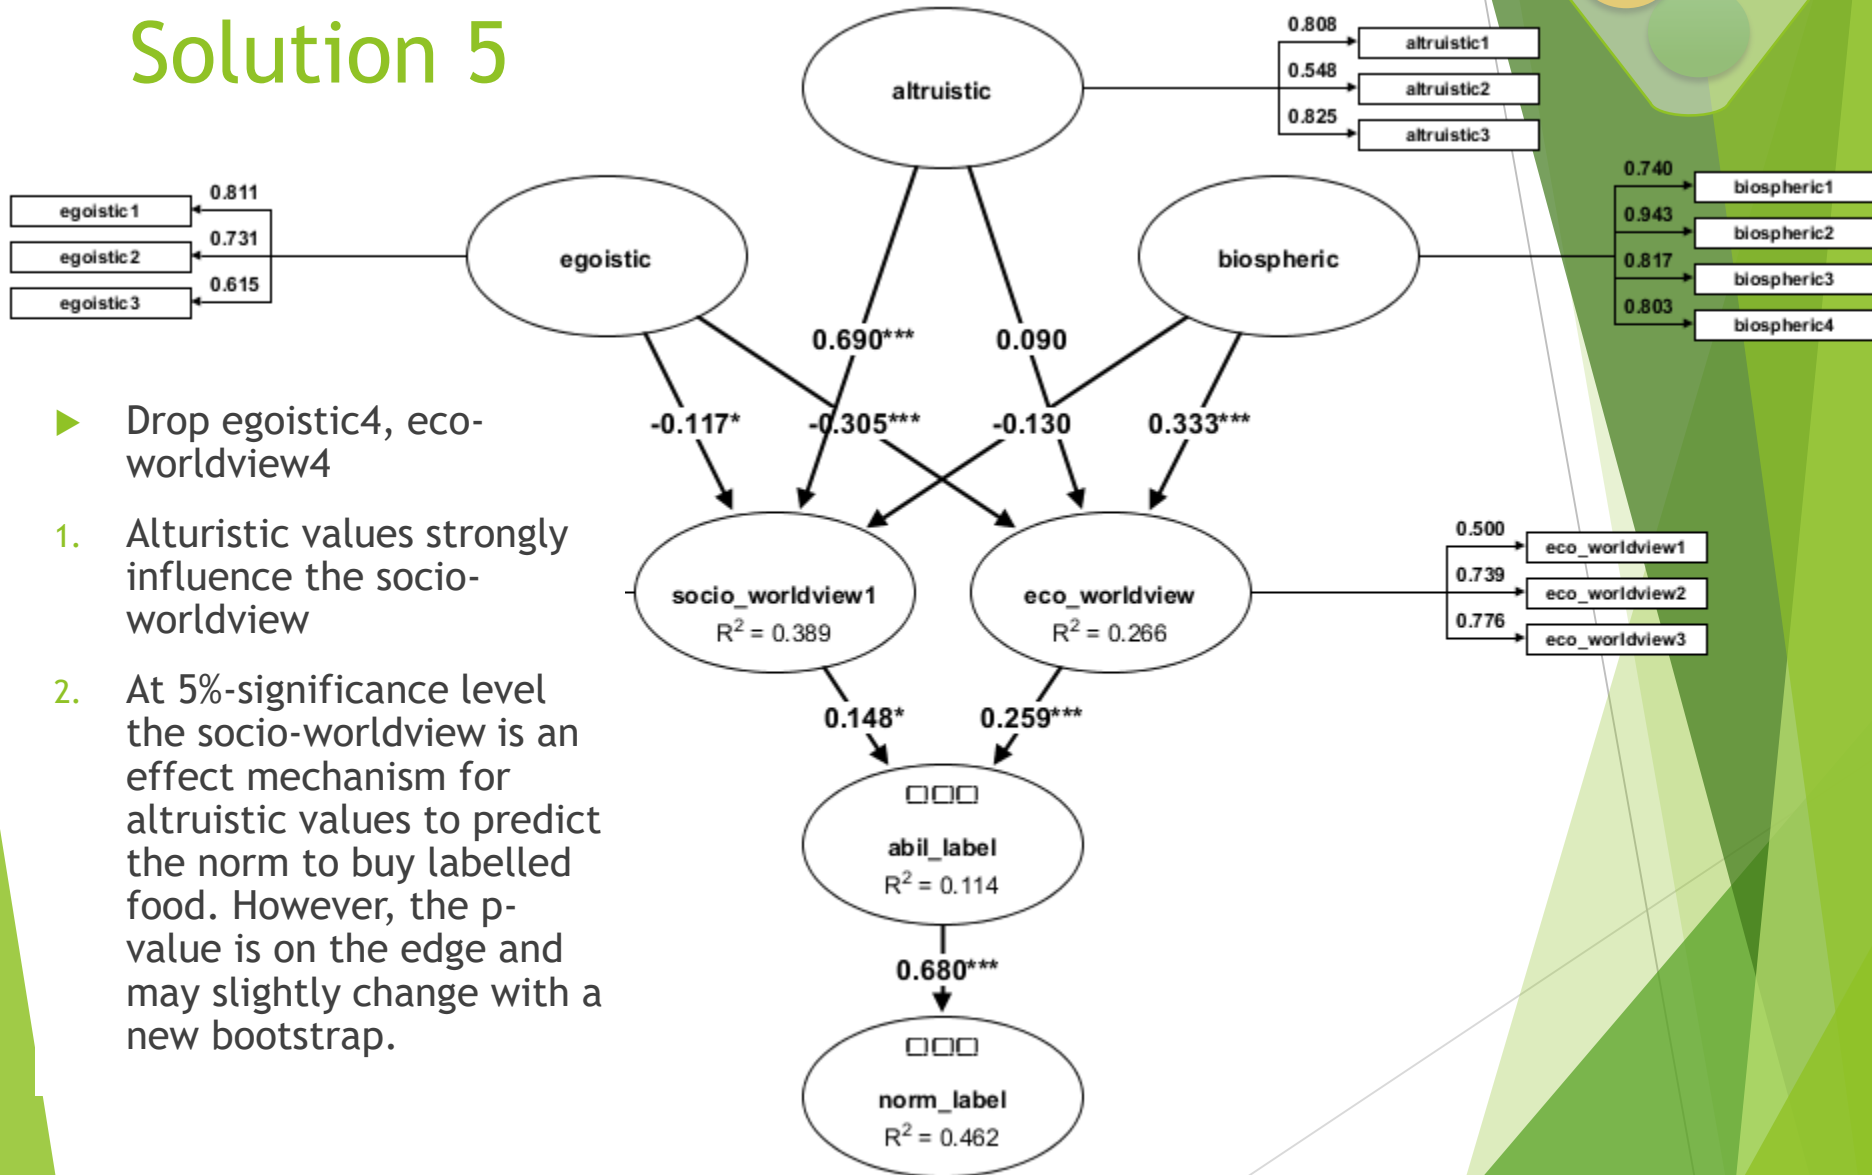 Solution 5
altruistic
0.808
altruistic1
0.548
altruistic2
0.825
altruistic3
0.811
egoistic1
0.731
egoistic2
0.615
egoistic3
egoistic
biospheric
0.740
biospheric1
0.943
biospheric2
0.817
biospheric3
0.803
biospheric4
0.690***
0.090
-0.117*
-0.305***
-0.130
0.333***
Drop egoistic4, eco-
worldview4
1. Alturistic values strongly
influence the socio-
worldview
2. At 5%-significance level
the socio-worldview is an
effect mechanism for
altruistic values to predict
the norm to buy labelled
food. However, the p-
value is on the edge and
may slightly change with a
new bootstrap.
socio_worldview1
R² = 0.389
eco_worldview
R² = 0.266
0.500
eco_worldview1
0.739
eco_worldview2
0.776
eco_worldview3
0.148*
0.259***
abil_label
R² = 0.114
0.680***
norm_label
R² = 0.462